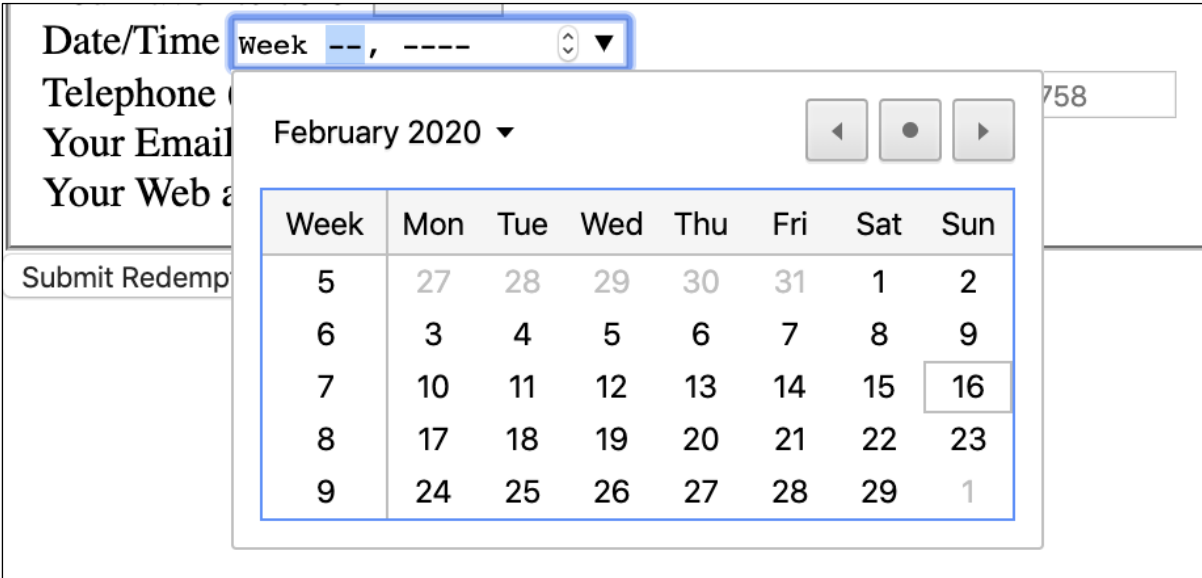 Date/Time Week --, ----
Telephone
758
Your Email
Your Web
Submit Redemp
February 2020
Week Mon Tue Wed Thu Fri Sat Sun
5 27 28 29 30 31 1 2
6 3 4 5 6 7 8 9
7 10 11 12 13 14 15 16
8 17 18 19 20 21 22 23
9 24 25 26 27 28 29 1